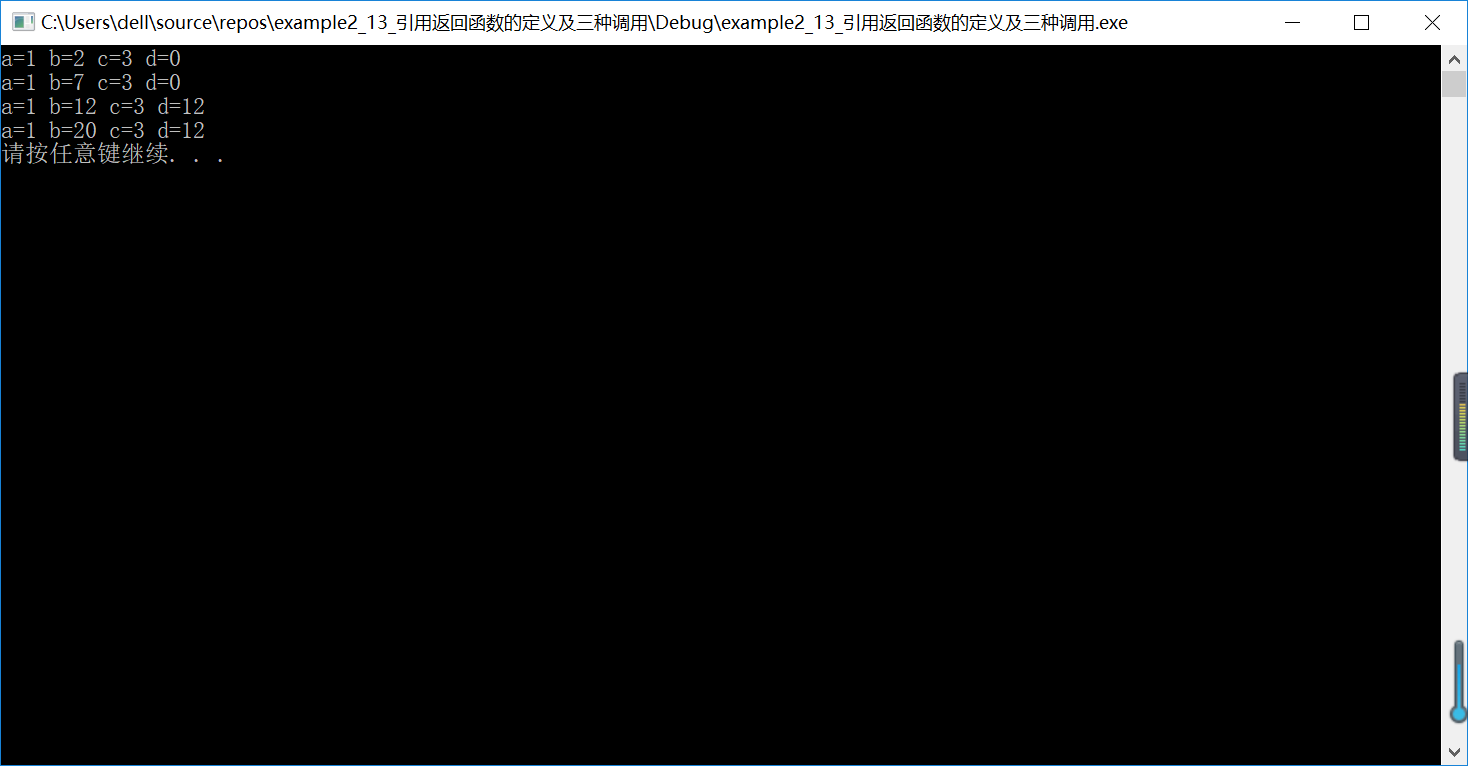 C:\Users\dell\source\repos\example2_13_引用返回函数的定义及三种调用\Debug\example2_13_引用返回函数的定义及三种调用.exe
a=1 b=2 c=3 d=0
a=1 b=7 c=3 d=0
a=1 b=12 c=3 d=12
a=1 b=20 c=3 d=12
请按任意键继续. . .